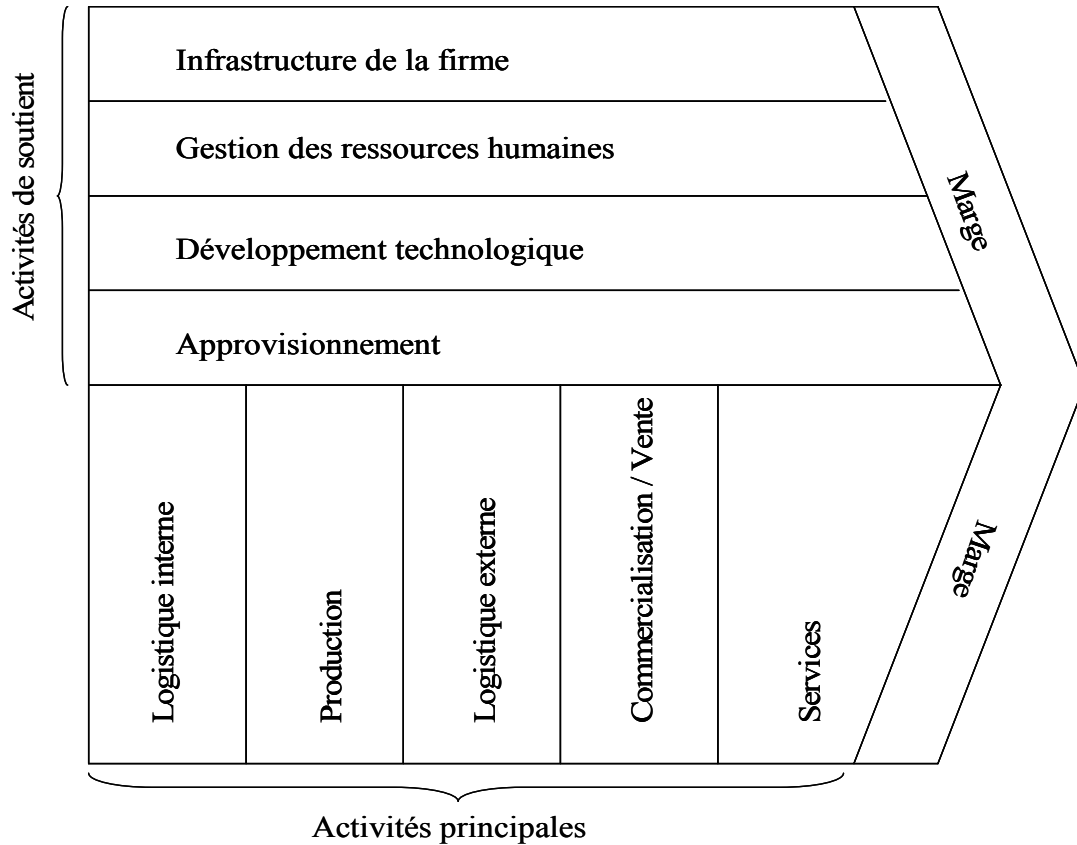 Activités de soutient
Infrastructure de la firme
Gestion des ressources humaines
Développement technologique
Approvisionnement
Marge
Logistique interne
Production
Logistique externe
Commercialisation / Vente
Services
Marge
Activités principales